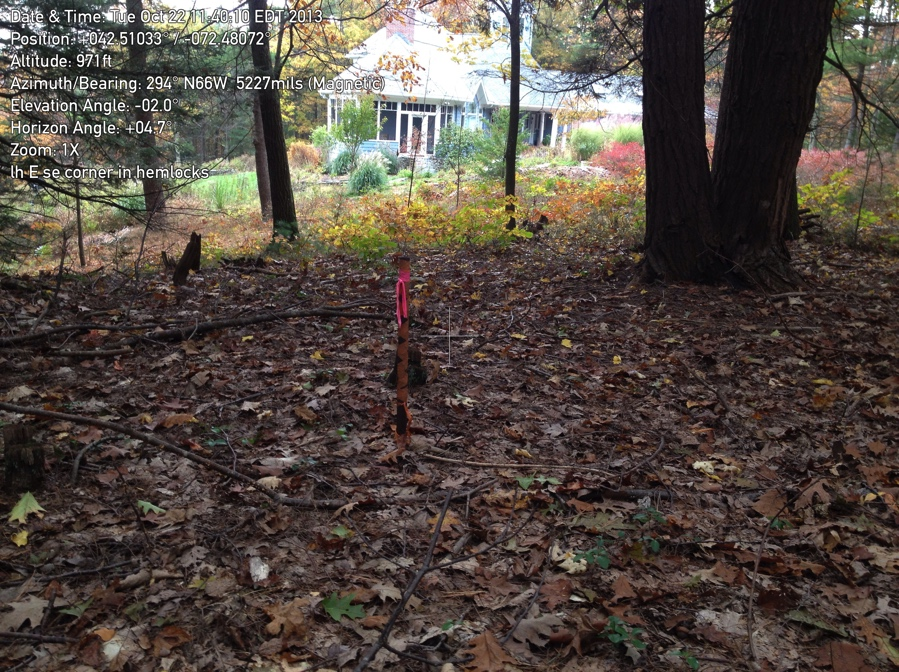 Date & Time: Tue Oct 22 11:40:10 EDT 2013
Position: +042.51033° / -072.48072°
Altitude: 971ft
Azimuth/Bearing: 294° N66W 5227mils (Magnetic)
Elevation Angle: -02.0°
Horizon Angle: +04.7°
Zoom: 1X
lh E se corner in hemlocks